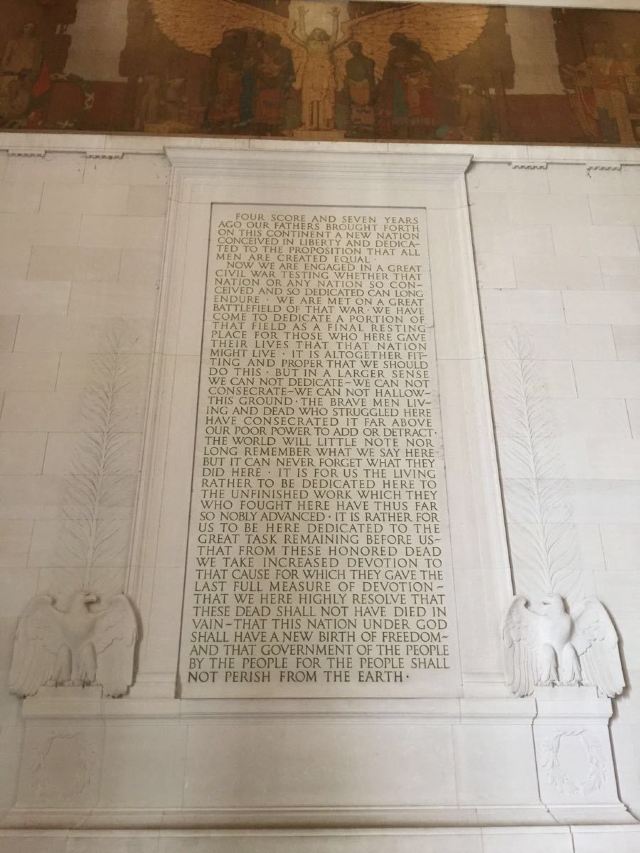 FOUR SCORE AND SEVEN YEARS
AGO OUR FATHERS BROUGHT FORTH
ON THIS CONTINENT A NEW NATION
CONCEIVED IN LIBERTY AND DEDICA-
TED TO THE PROPOSITION THAT ALL
MEN ARE CREATED EQUAL ·
NOW WE ARE ENGAGED IN A GREAT
CIVIL WAR TESTING WHETHER THAT
NATION OR ANY NATION SO CON-
CEIVED AND SO DEDICATED CAN LONG
ENDURE · WE ARE MET ON A GREAT
BATTLEFIELD OF THAT WAR · WE HAVE
COME TO DEDICATE A PORTION OF
THAT FIELD AS A FINAL RESTING
PLACE FOR THOSE WHO HERE GAVE
THEIR LIVES THAT THAT NATION
MIGHT LIVE · IT IS ALTOGETHER FIT-
TING AND PROPER THAT WE SHOULD
DO THIS · BUT IN A LARGER SENSE
WE CAN NOT DEDICATE~WE CAN NOT
CONSECRATE~WE CAN NOT HALLOW~
THIS GROUND · THE BRAVE MEN LIV-
ING AND DEAD WHO STRUGGLED HERE
HAVE CONSECRATED IT FAR ABOVE
OUR POOR POWER TO ADD OR DETRACT ·
THE WORLD WILL LITTLE NOTE NOR
LONG REMEMBER WHAT WE SAY HERE
BUT IT CAN NEVER FORGET WHAT THEY
DID HERE · IT IS FOR US THE LIVING
RATHER TO BE DEDICATED HERE TO
THE UNFINISHED WORK WHICH THEY
WHO FOUGHT HERE HAVE THUS FAR
SO NOBLY ADVANCED · IT IS RATHER FOR
US TO BE HERE DEDICATED TO THE
GREAT TASK REMAINING BEFORE US~
THAT FROM THESE HONORED DEAD
WE TAKE INCREASED DEVOTION TO
THAT CAUSE FOR WHICH THEY GAVE THE
LAST FULL MEASURE OF DEVOTION~
THAT WE HERE HIGHLY RESOLVE THAT
THESE DEAD SHALL NOT HAVE DIED IN
VAIN~THAT THIS NATION UNDER GOD
SHALL HAVE A NEW BIRTH OF FREEDOM~
AND THAT GOVERNMENT OF THE PEOPLE
BY THE PEOPLE FOR THE PEOPLE SHALL
NOT PERISH FROM THE EARTH ·